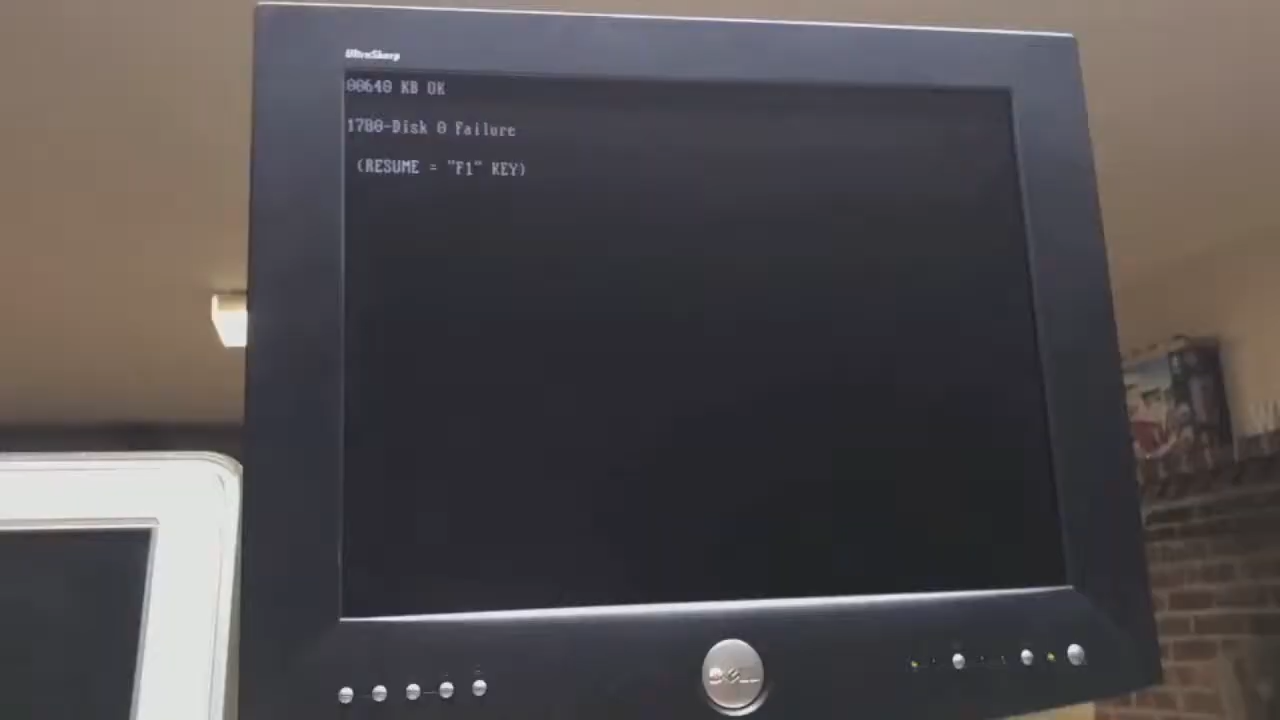 UltraSharp
00640 KB OK
1780-Disk 0 Failure
(RESUME = "F1" KEY)
DELL